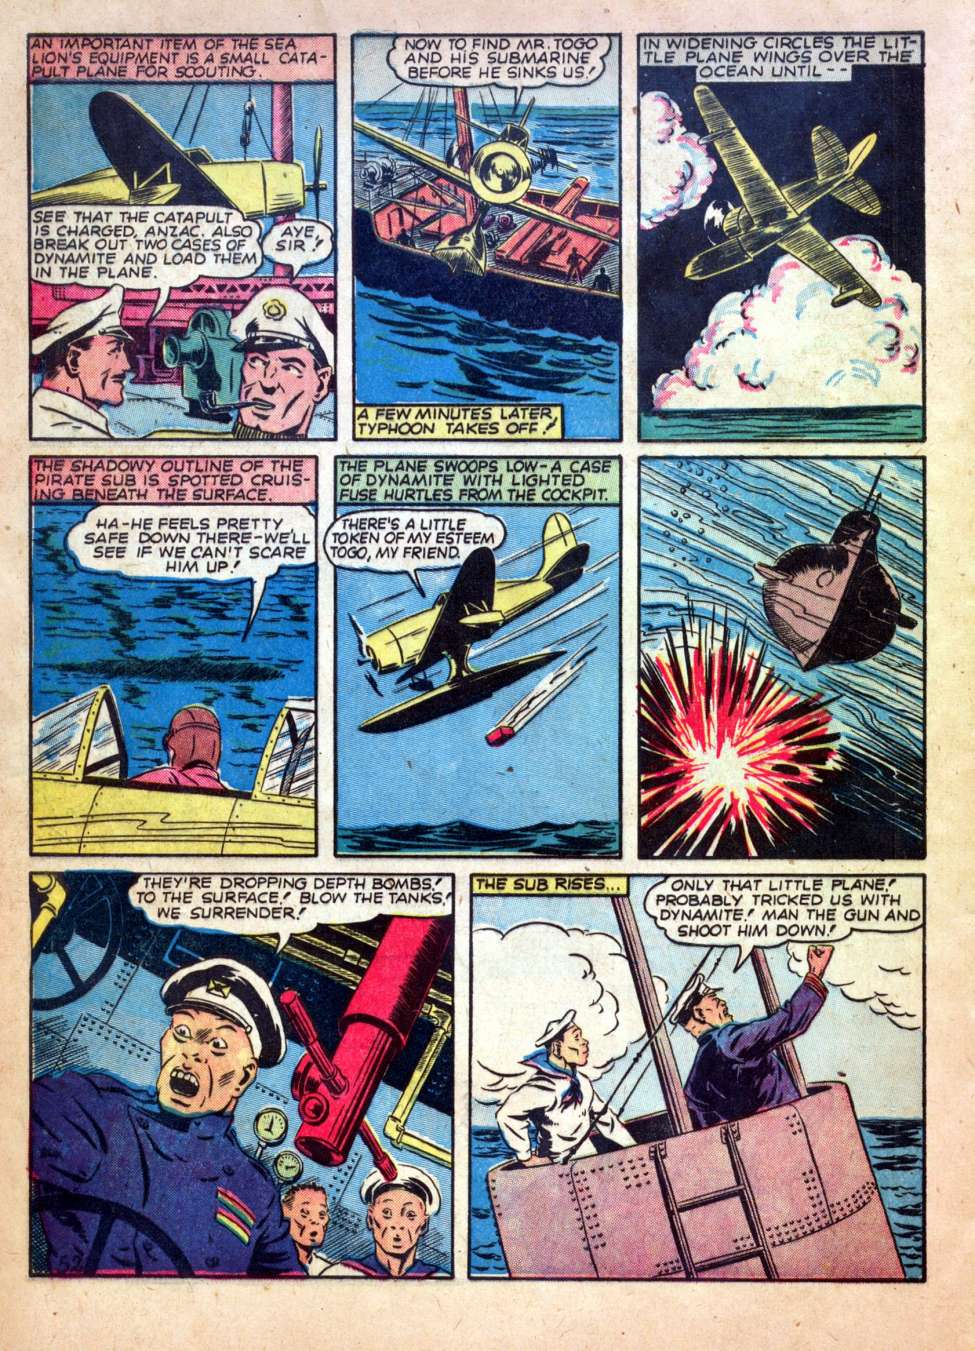 AN IMPORTANT ITEM OF THE SEA
LION'S EQUIPMENT IS A SMALL CATA-
PULT PLANE FOR SCOUTING.
SEE THAT THE CATAPULT
IS CHARGED, ANZAC. ALSO
BREAK OUT TWO CASES OF
DYNAMITE AND LOAD THEM
IN THE PLANE.
AYE,
SIR!
NOW TO FIND MR. TOGO
AND HIS SUBMARINE
BEFORE HE SINKS US!
A FEW MINUTES LATER,
TYPHOON TAKES OFF!
IN WIDENING CIRCLES THE LIT-
TLE PLANE WINGS OVER THE
OCEAN UNTIL--
THE SHADOWY OUTLINE OF THE
PIRATE SUB IS SPOTTED CRUIS-
ING BENEATH THE SURFACE.
HA-HE FEELS PRETTY
SAFE DOWN THERE-WE'LL
SEE IF WE CAN'T SCARE
HIM UP!
THE PLANE SWOOPS LOW-A CASE
OF DYNAMITE WITH LIGHTED
FUSE HURTLES FROM THE COCKPIT.
THERE'S A LITTLE
TOKEN OF MY ESTEEM
TOGO, MY FRIEND.
THEY'RE DROPPING DEPTH BOMBS!
TO THE SURFACE! BLOW THE TANKS!
WE SURRENDER!
THE SUB RISES...
ONLY THAT LITTLE PLANE!
PROBABLY TRICKED US WITH
DYNAMITE! MAN THE GUN AND
SHOOT HIM DOWN!
52